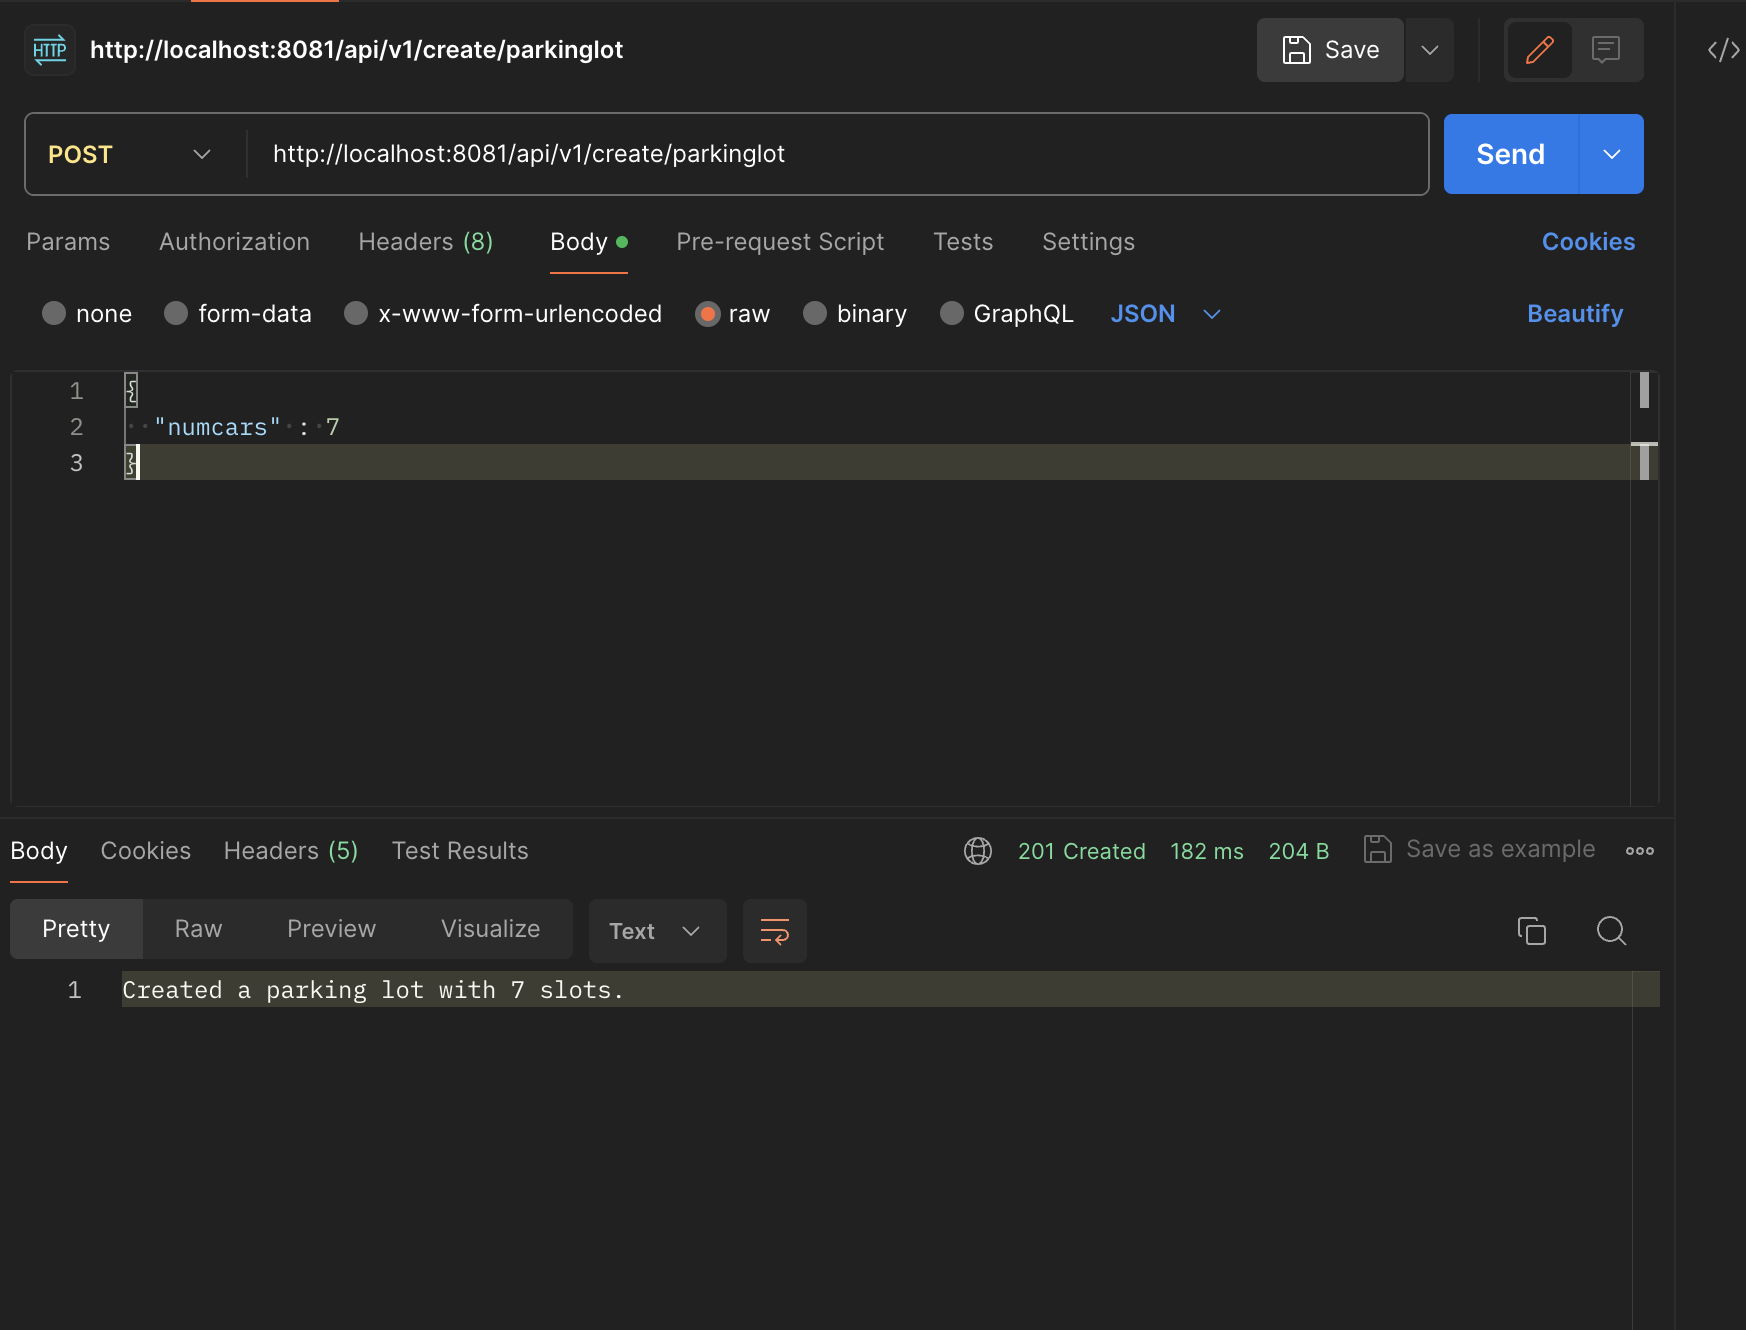 HTTP http://localhost:8081/api/v1/create/parkinglot Save
POST http://localhost:8081/api/v1/create/parkinglot Send
Params Authorization Headers (8) Body Pre-request Script Tests Settings Cookies
none form-data x-www-form-urlencoded raw binary GraphQL JSON Beautify
1 {
2 "numcars" : 7
3 }
Body Cookies Headers (5) Test Results 201 Created 182 ms 204 B Save as example
Pretty Raw Preview Visualize Text
1 Created a parking lot with 7 slots.